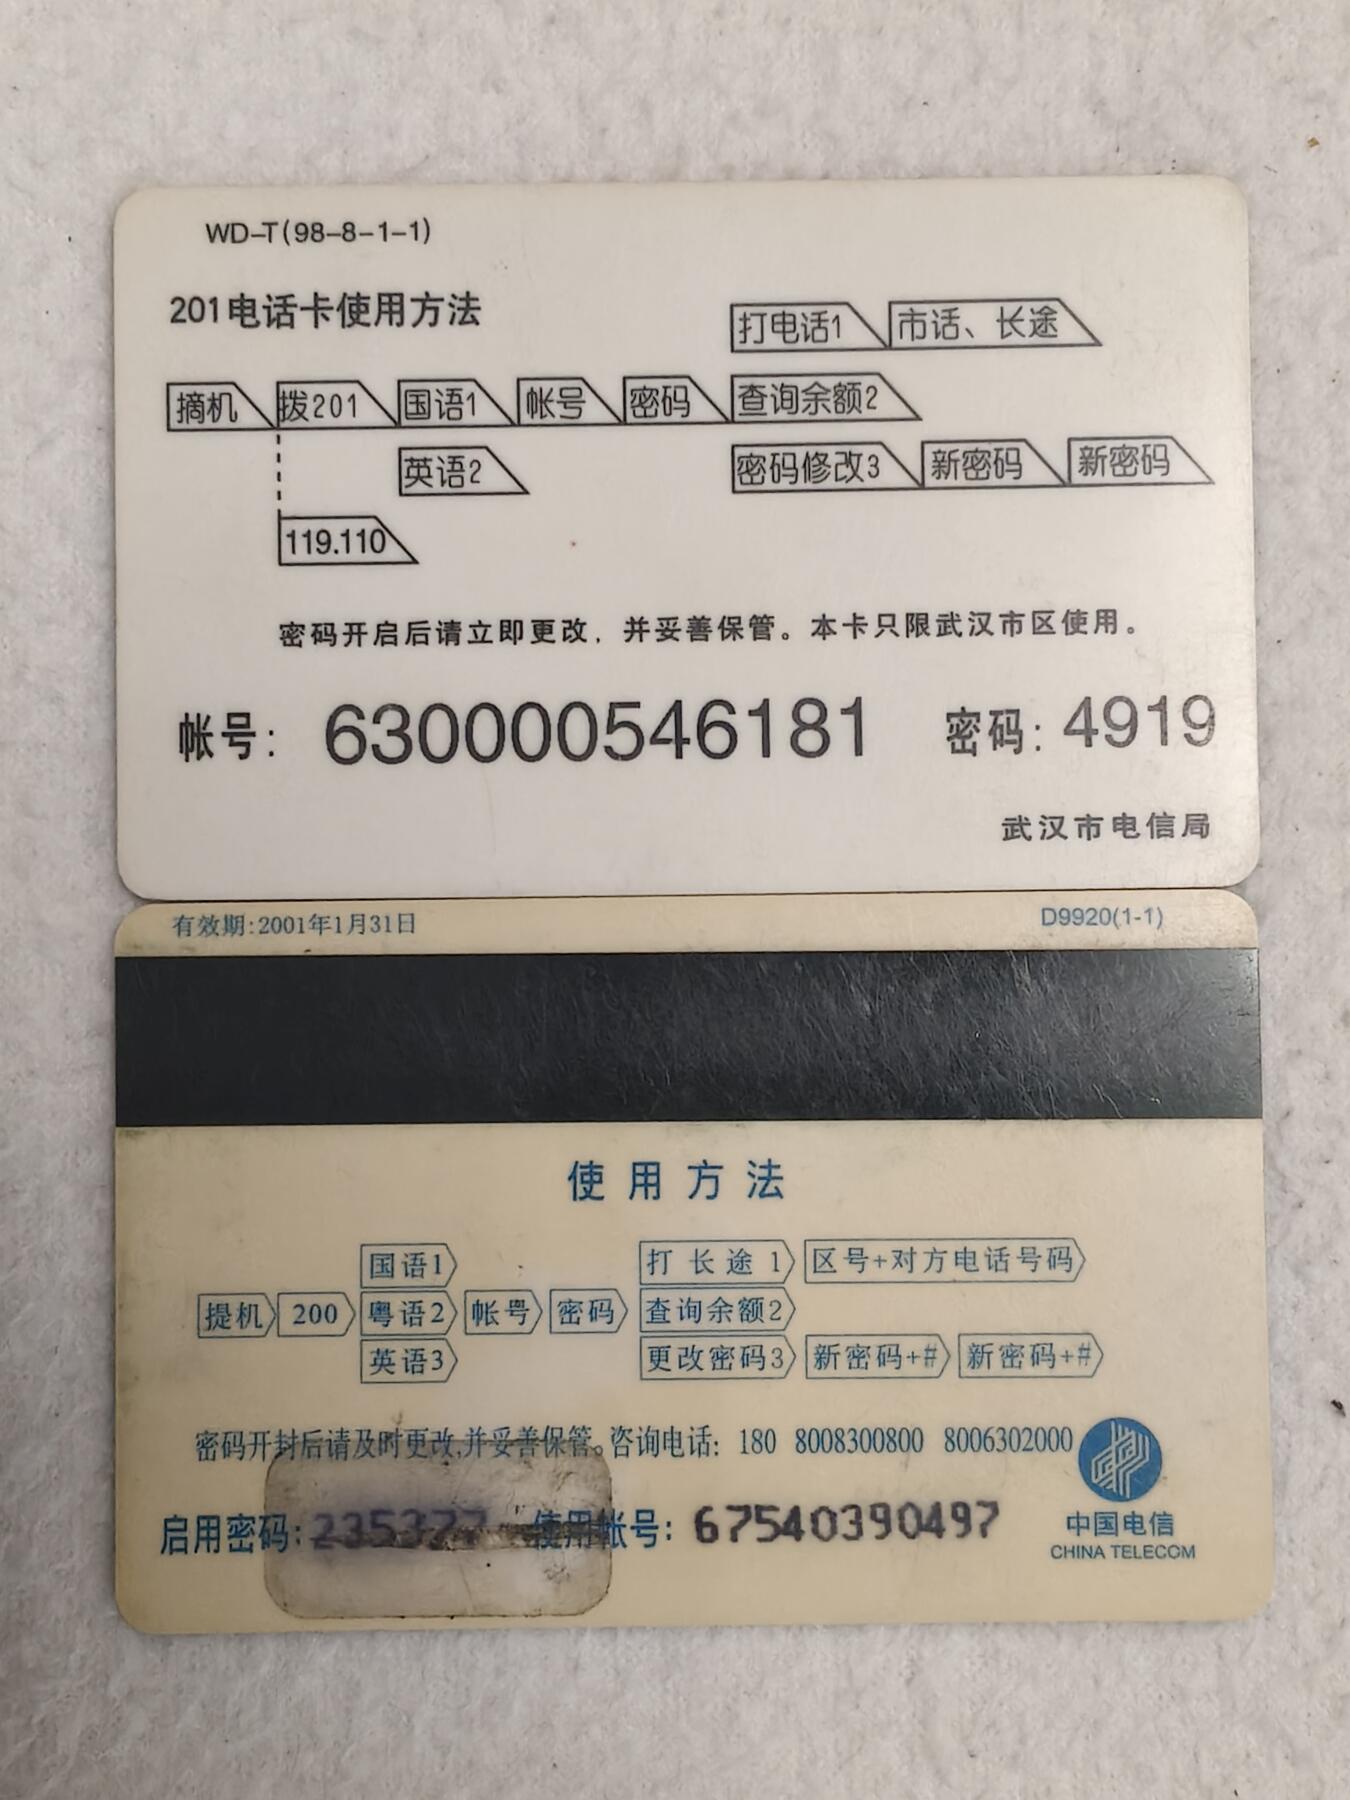 WD-T(98-8-1-1)
201电话卡使用方法
打电话1 市话、长途
摘机 拨201 国语1 帐号 密码 查询余额2
英语2 密码修改3 新密码 新密码
119.110
密码开启后请立即更改，并妥善保管。本卡只限武汉市区使用。
帐号: 630000546181 密码: 4919
武汉市电信局
有效期:2001年1月31日 D9920(1-1)
使用方法
国语1 打长途1 区号+对方电话号码
提机 200 粤语2 帐号 密码 查询余额2
英语3 更改密码3 新密码+# 新密码+#
密码开封后请及时更改,并妥善保管。咨询电话: 180 8008300800 8006302000
启用密码: 235377 使用帐号: 67540390497
中国电信
CHINA TELECOM